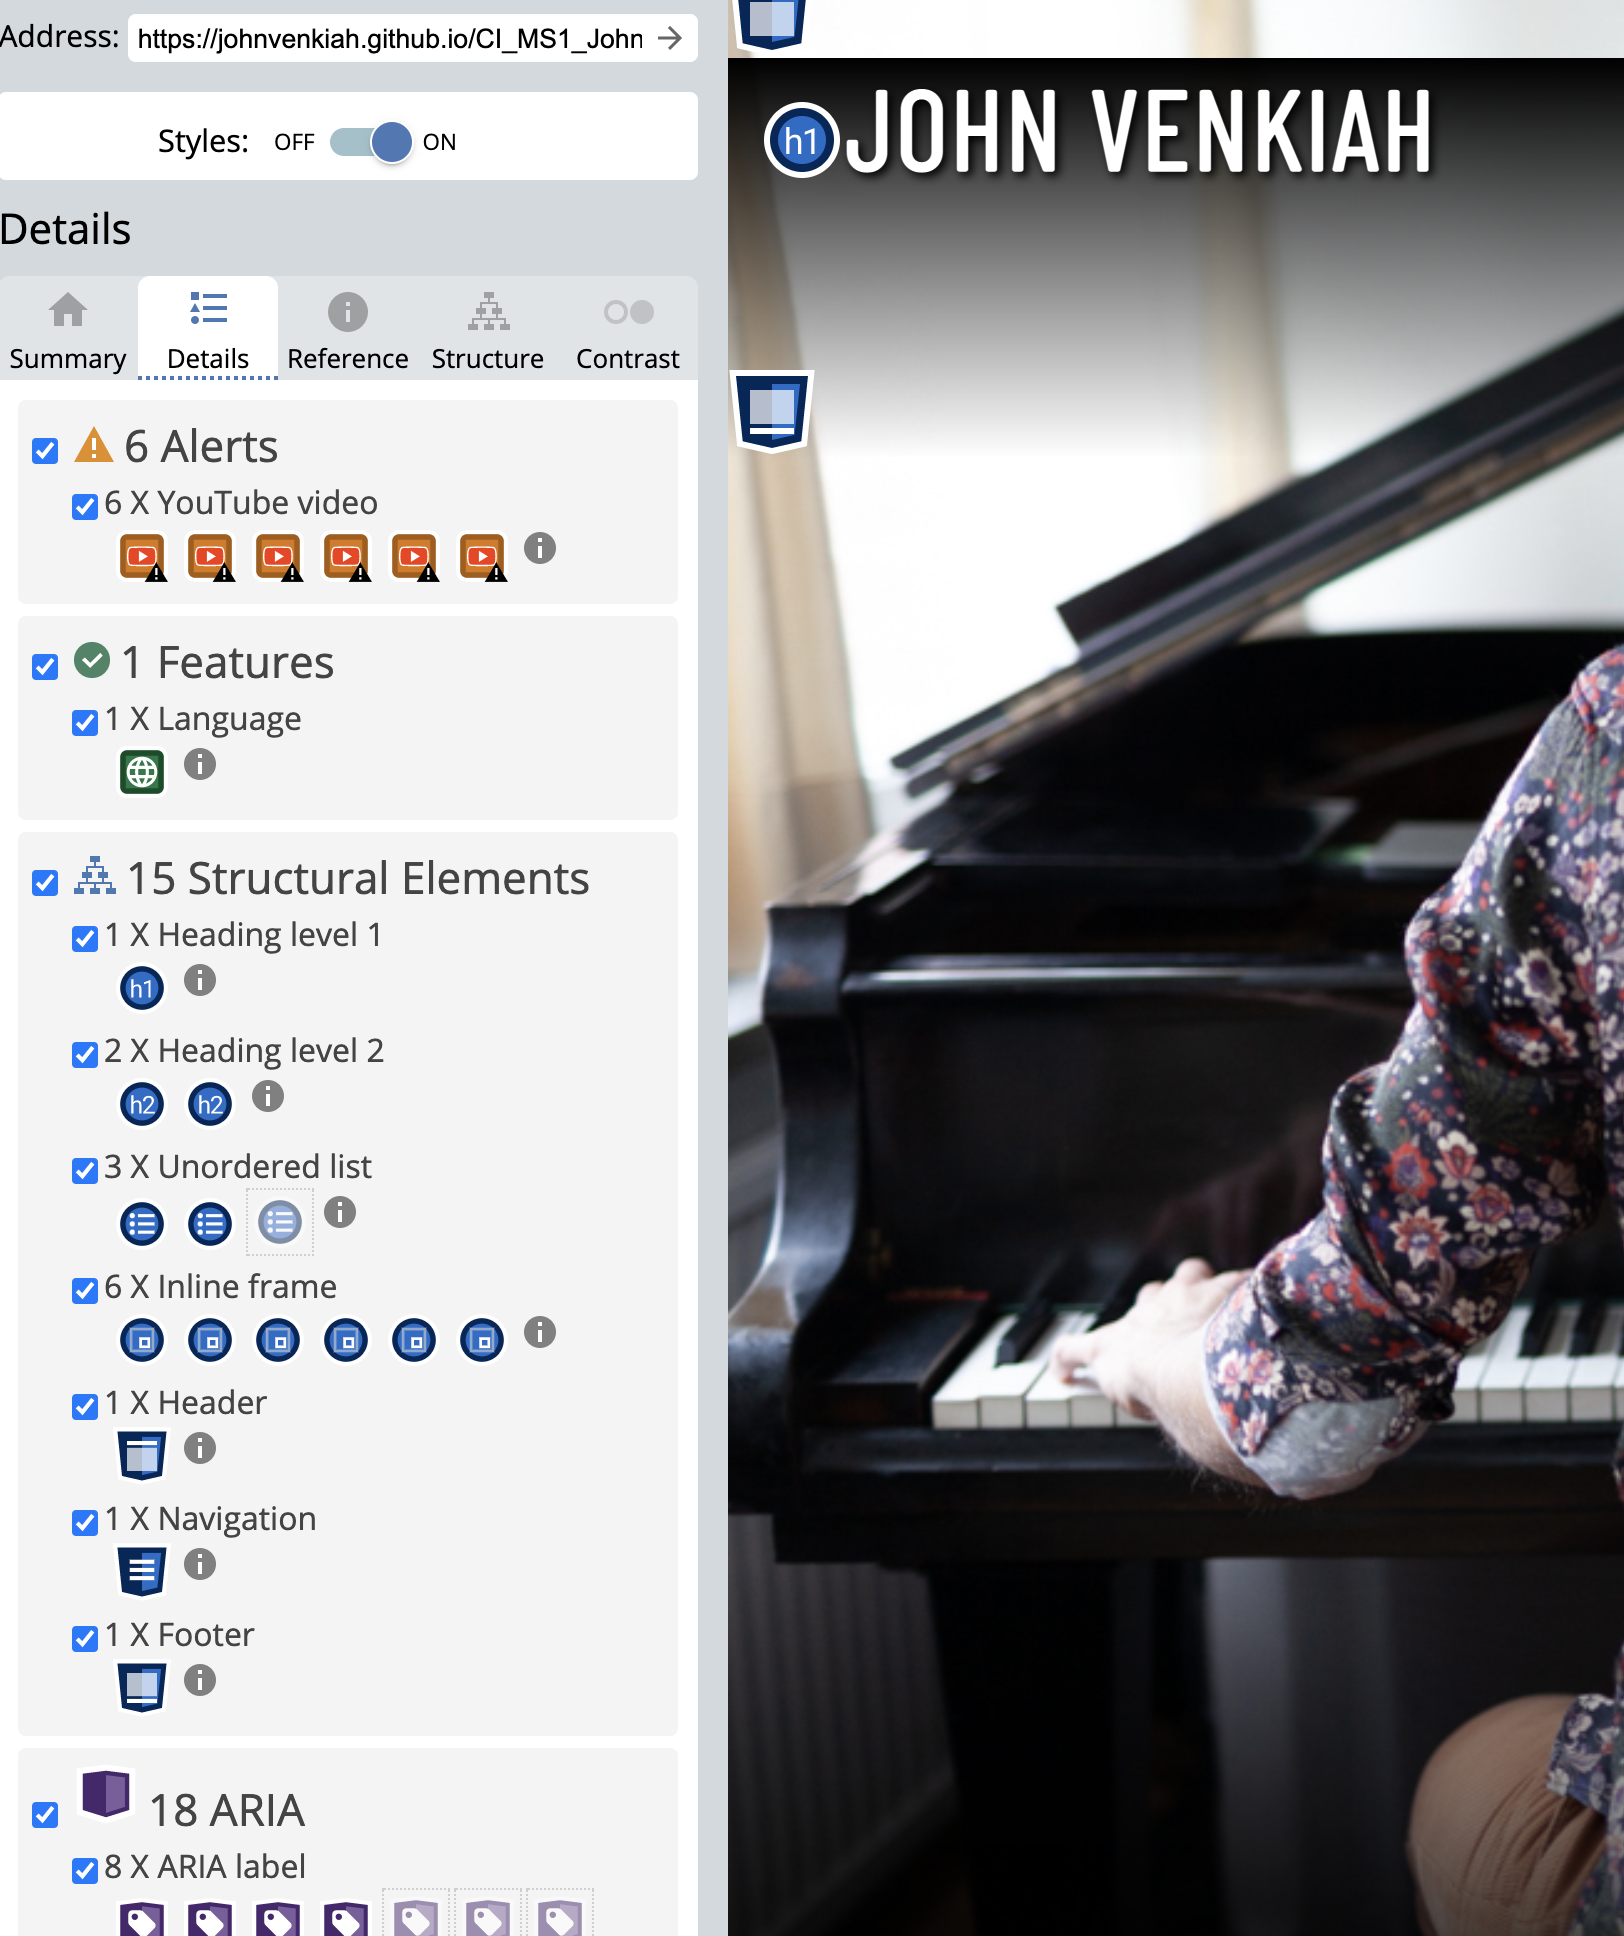 Address: https://johnvenkiah.github.io/CI_MS1_John
Styles: OFF ON
Details
Summary Details Reference Structure Contrast
6 Alerts
6 X YouTube video
1 Features
1 X Language
15 Structural Elements
1 X Heading level 1
h1
2 X Heading level 2
h2 h2
3 X Unordered list
6 X Inline frame
1 X Header
1 X Navigation
1 X Footer
18 ARIA
8 X ARIA label
h1 JOHN VENKIAH